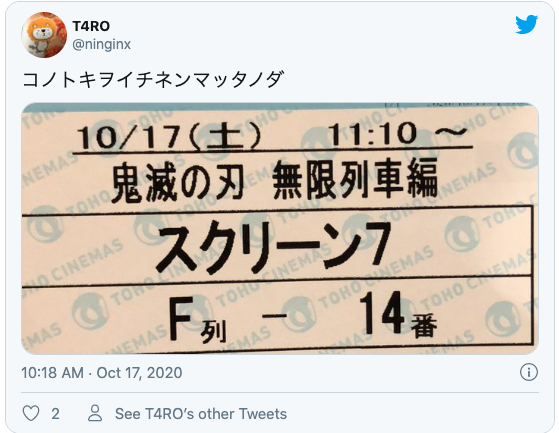 T4RO
@ninginx
コノトキヲイチネンマッタノダ
10/17(土) 11:10 ~
鬼滅の刃 無限列車編
スクリーン7
F列 - 14番
TOHO CINEMAS
10:18 AM · Oct 17, 2020
2
See T4RO's other Tweets